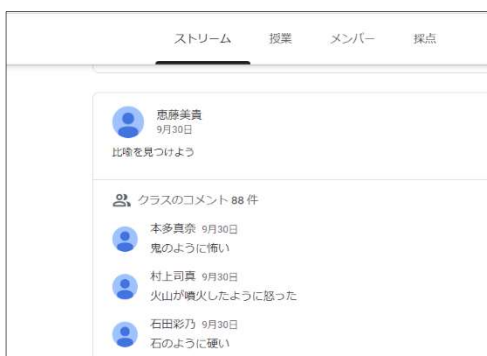 ストリーム 授業 メンバー 採点
恵藤美貴
9月30日
比喩を見つけよう
クラスのコメント 88 件
本多真奈 9月30日
鬼のように怖い
村上司真 9月30日
火山が噴火したように怒った
石田彩乃 9月30日
石のように硬い